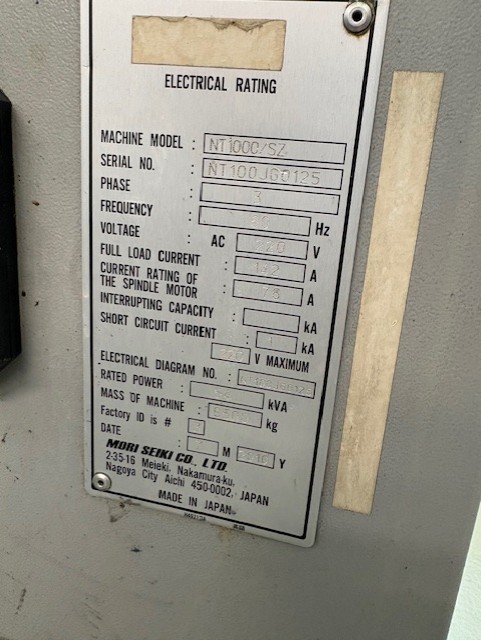 ELECTRICAL RATING
MACHINE MODEL : NT1000/SZ
SERIAL NO. : NT100JG0125
PHASE : 3
FREQUENCY : Hz
VOLTAGE : AC 220 V
FULL LOAD CURRENT : 142 A
CURRENT RATING OF
THE SPINDLE MOTOR : 73 A
INTERRUPTING CAPACITY : kA
SHORT CIRCUIT CURRENT : kA
V MAXIMUM
ELECTRICAL DIAGRAM NO. :
RATED POWER : kVA
MASS OF MACHINE : kg
Factory ID is #
DATE : M Y
MORI SEIKI CO., LTD.
2-35-16 Meieki, Nakamura-ku,
Nagoya City Aichi 450-0002, JAPAN
MADE IN JAPAN